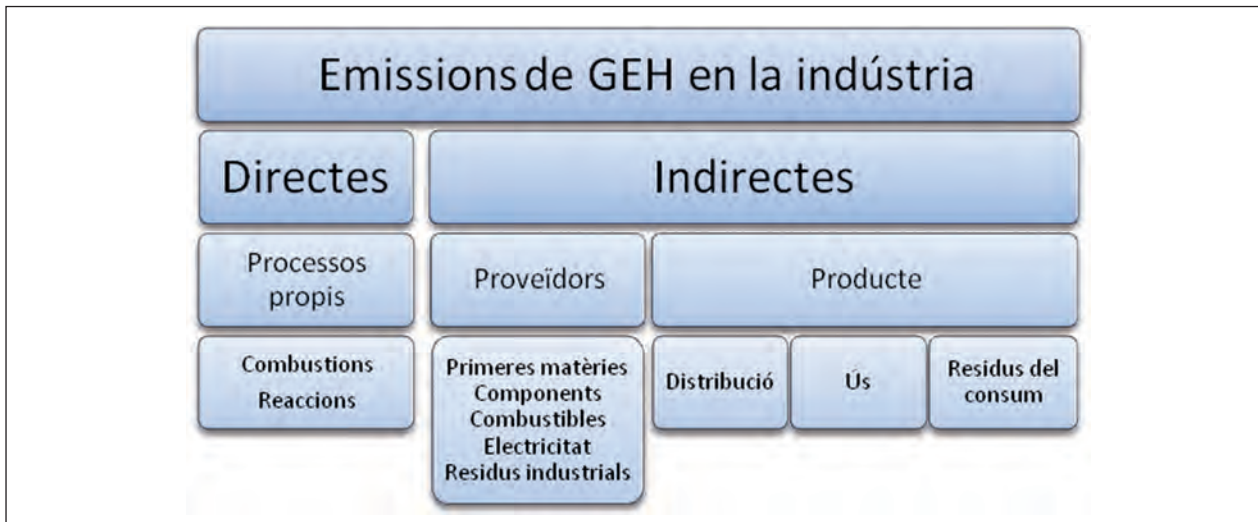 Emissions de GEH en la indústria
Directes
Indirectes
Processos
propis
Proveïdors
Producte
Combustions
Reaccions
Primeres matèries
Components
Combustibles
Electricitat
Residus industrials
Distribució
Ús
Residus del
consum